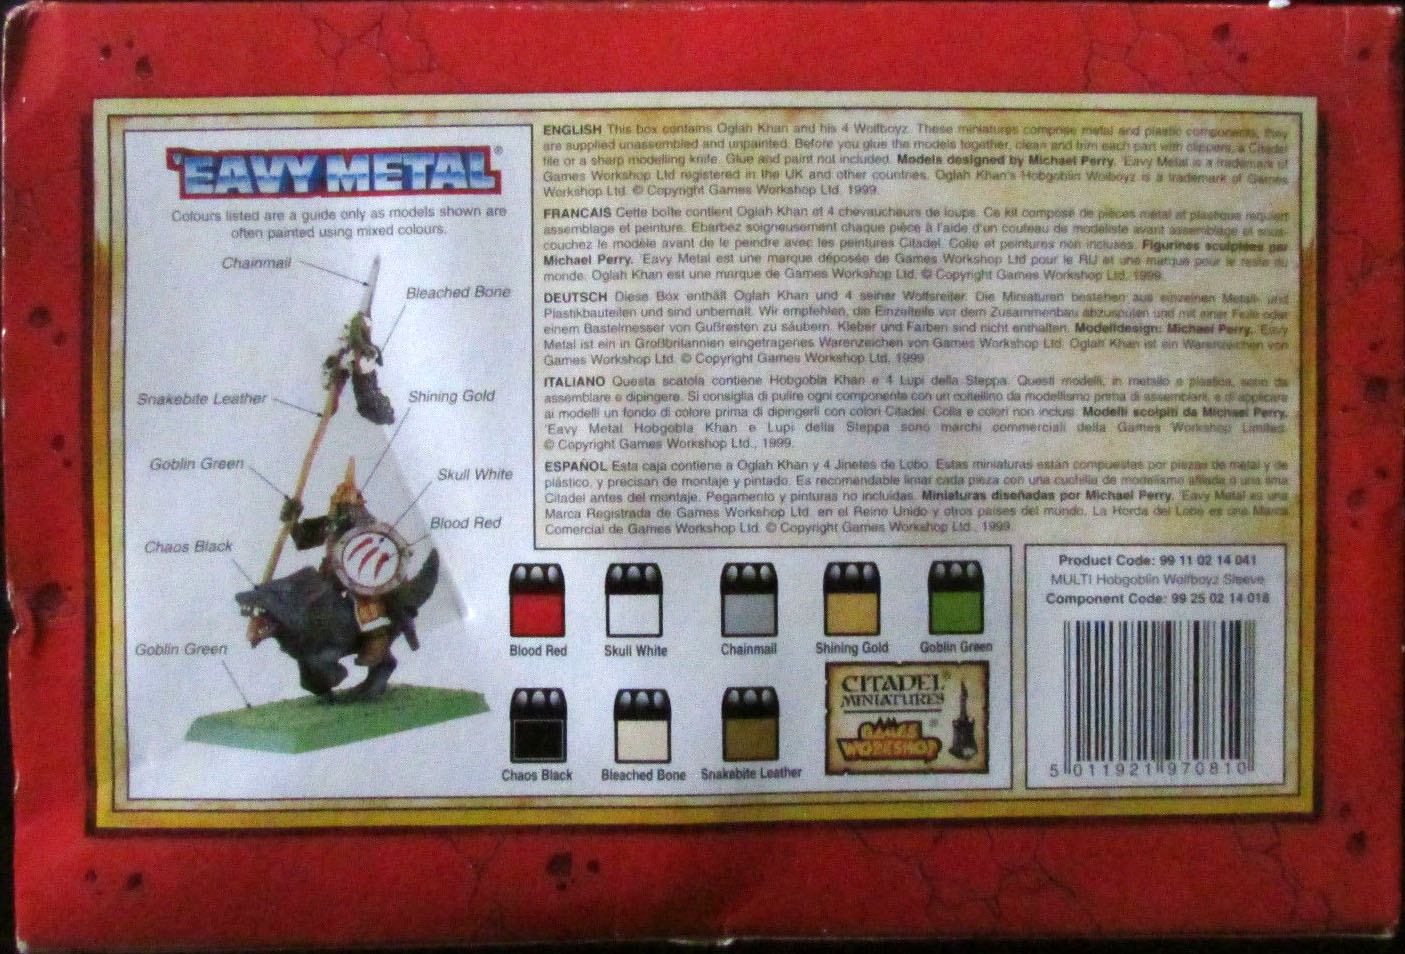 'EAVY METAL®
Colours listed are a guide only as models shown are
often painted using mixed colours.
Chainmail
Bleached Bone
Snakebite Leather
Shining Gold
Goblin Green
Skull White
Blood Red
Chaos Black
Goblin Green
ENGLISH This box contains Oglah Khan and his 4 Wolfboyz. These miniatures comprise metal and plastic components, they
are supplied unassembled and unpainted. Before you glue the models together, clean and trim each part with clippers, a Citadel
file or a sharp modelling knife. Glue and paint not included. Models designed by Michael Perry. 'Eavy Metal is a trademark of
Games Workshop Ltd registered in the UK and other countries. Oglah Khan's Hobgoblin Wolboyz is a trademark of Games
Workshop Ltd. © Copyright Games Workshop Ltd. 1999.
FRANCAIS Cette boîte contient Oglah Khan et 4 chevaucheurs de loups. Ce kit composé de pièces métal et plastique requiert
assemblage et peinture. Ebarbez soigneusement chaque pièce à l'aide d'un couteau de modéliste avant assemblage et sous-
couchez le modèle avant de le peindre avec les peintures Citadel. Colle et peintures non incluses. Figurines sculptées par
Michael Perry. 'Eavy Metal est une marque déposée de Games Workshop Ltd pour le RU et une marque pour le reste du
monde. Oglah Khan est une marque de Games Workshop Ltd. © Copyright Games Workshop Ltd. 1999.
DEUTSCH Diese Box enthält Oglah Khan und 4 seiner Wolfsreiter. Die Miniaturen bestehen aus einzelnen Metall- und
Plastikbauteilen und sind unbemalt. Wir empfehlen, die Einzelteile vor dem Zusammenbau abzuspülen und mit einer Feile oder
einem Bastelmesser von Gußresten zu säubern. Kleber und Farben sind nicht enthalten. Modelldesign: Michael Perry. 'Eavy
Metal ist ein in Großbritannien eingetragenes Warenzeichen von Games Workshop Ltd. Oglah Khan ist ein Warenzeichen von
Games Workshop Ltd. © Copyright Games Workshop Ltd. 1999
ITALIANO Questa scatola contiene Hobgobla Khan e 4 Lupi della Steppa. Questi modelli, in metallo e plastica, sono da
assemblare e dipingere. Si consiglia di pulire ogni componente con un coltellino da modellismo prima di assemblarli, e di applicare
ai modelli un fondo di colore prima di dipingerli con colori Citadel. Colla e colori non inclusi. Modelli scolpiti da Michael Perry.
'Eavy Metal Hobgobla Khan e Lupi della Steppa sono marchi commerciali della Games Workshop Limited.
© Copyright Games Workshop Ltd., 1999.
ESPAÑOL Esta caja contiene a Oglah Khan y 4 Jinetes de Lobo. Estas miniaturas están compuestas por piezas de metal y de
plástico, y precisan de montaje y pintado. Es recomendable limar cada pieza con una cuchilla de modelismo afilada o una lima
Citadel antes del montaje. Pegamento y pinturas no incluidas. Miniaturas diseñadas por Michael Perry. 'Eavy Metal es una
Marca Registrada de Games Workshop Ltd. en el Reino Unido y otros países del mundo. La Horda del Lobo es una Marca
Comercial de Games Workshop Ltd. © Copyright Games Workshop Ltd., 1999
Blood Red
Skull White
Chainmail
Shining Gold
Goblin Green
Chaos Black
Bleached Bone
Snakebite Leather
CITADEL®
MINIATURES
GAMES®
WORKSHOP
Product Code: 99 11 02 14 041
MULTI Hobgoblin Wolfboyz Sleeve
Component Code: 99 25 02 14 018
5 011921 970810